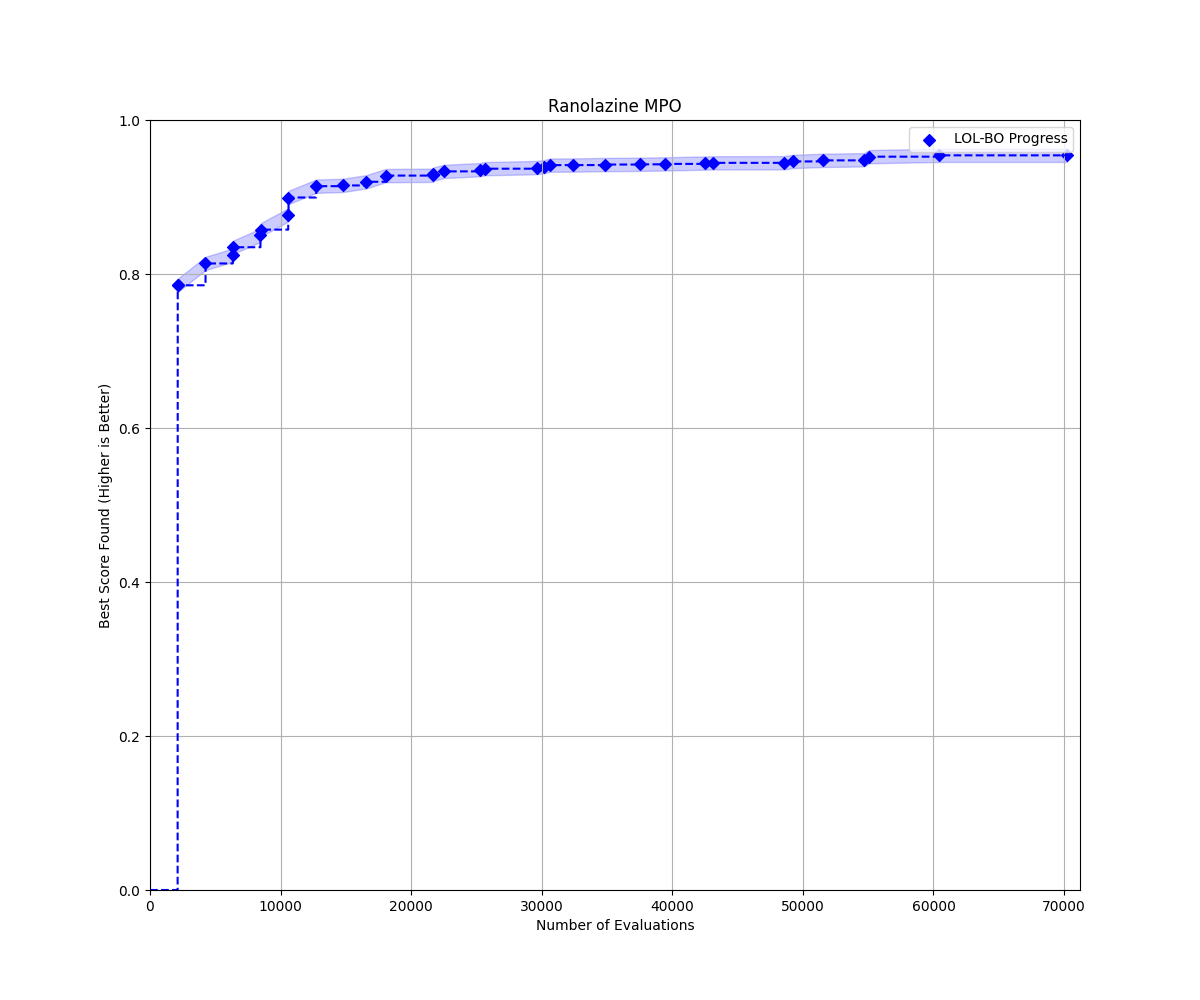 Ranolazine MPO
LOL-BO Progress
Best Score Found (Higher is Better)
1.0
0.8
0.6
0.4
0.2
0.0
0 10000 20000 30000 40000 50000 60000 70000
Number of Evaluations